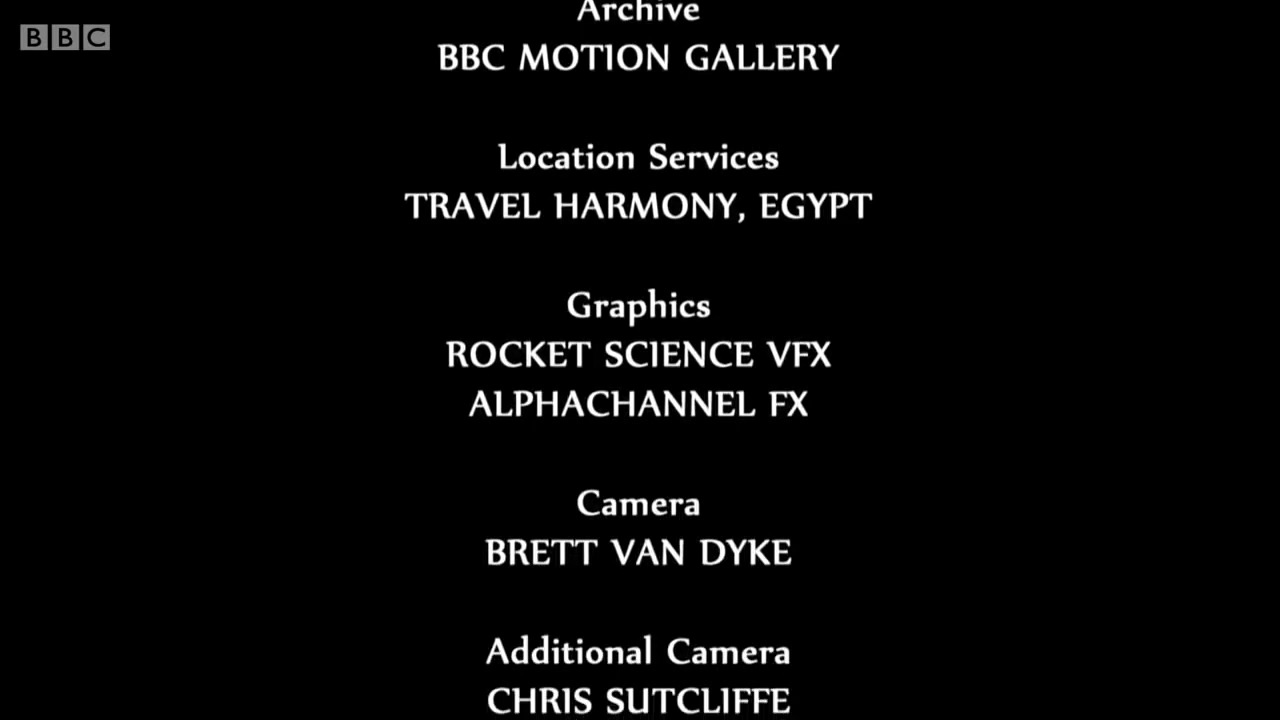 BBC
Archive
BBC MOTION GALLERY
Location Services
TRAVEL HARMONY, EGYPT
Graphics
ROCKET SCIENCE VFX
ALPHACHANNEL FX
Camera
BRETT VAN DYKE
Additional Camera
CHRIS SUTCLIFFE